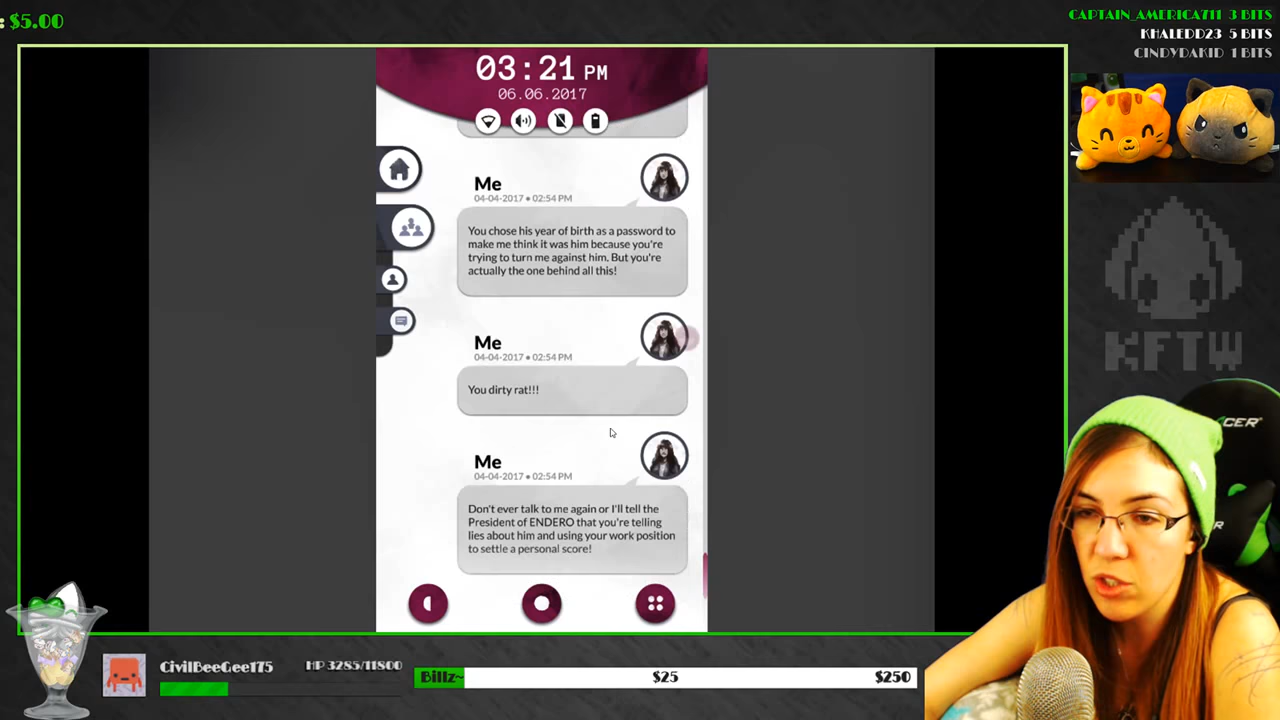 : $5.00
CAPTAIN_AMERICA711 3 BITS
KHALEDD23 5 BITS
CINDYDAKID 1 BITS
03:21 PM
06.06.2017
Me
04-04-2017 • 02:54 PM
You chose his year of birth as a password to
make me think it was him because you're
trying to turn me against him. But you're
actually the one behind all this!
Me
04-04-2017 • 02:54 PM
You dirty rat!!!
Me
04-04-2017 • 02:54 PM
Don't ever talk to me again or I'll tell the
President of ENDERO that you're telling
lies about him and using your work position
to settle a personal score!
KFTW
CivilBeeGee175
HP 3285/11800
Billz~
$25
$250